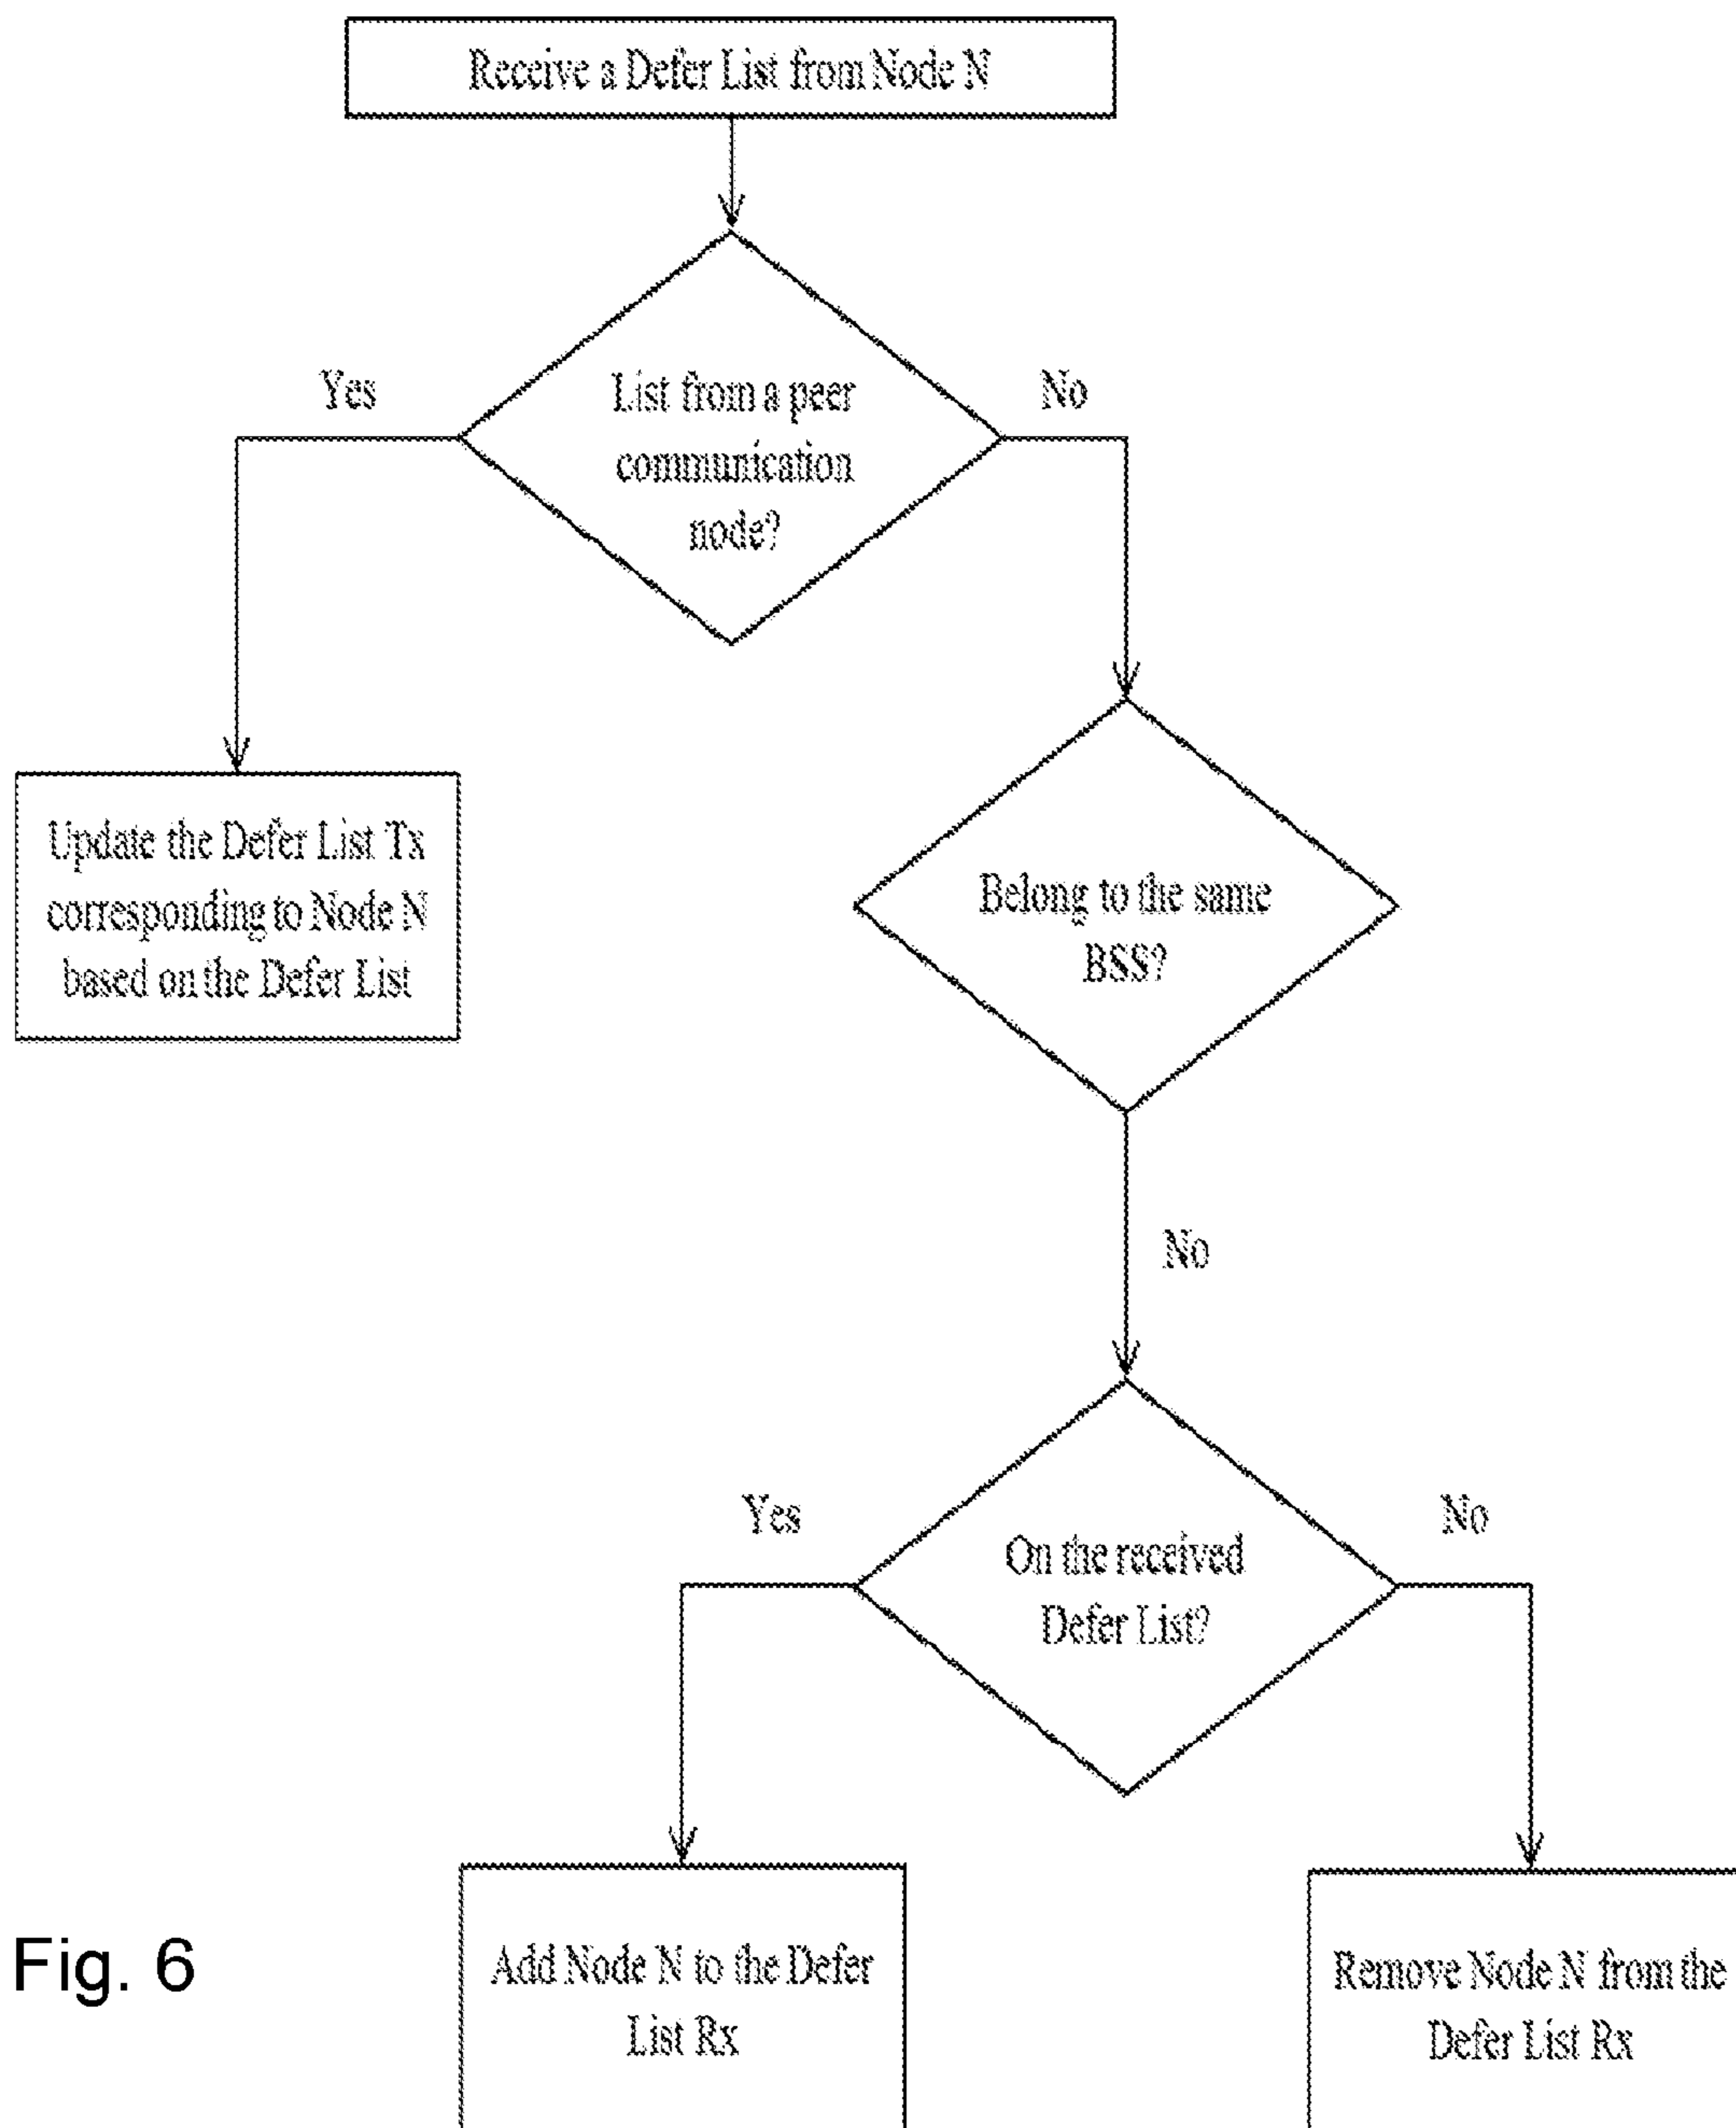 Receive a Defer List from Node N
Yes
List from a peer
communication
node?
No
Update the Defer List Tx
corresponding to Node N
based on the Defer List
Belong to the same
BSS?
No
Yes
On the received
Defer List?
No
Add Node N to the Defer
List Rx
Remove Node N from the
Defer List Rx
Fig. 6